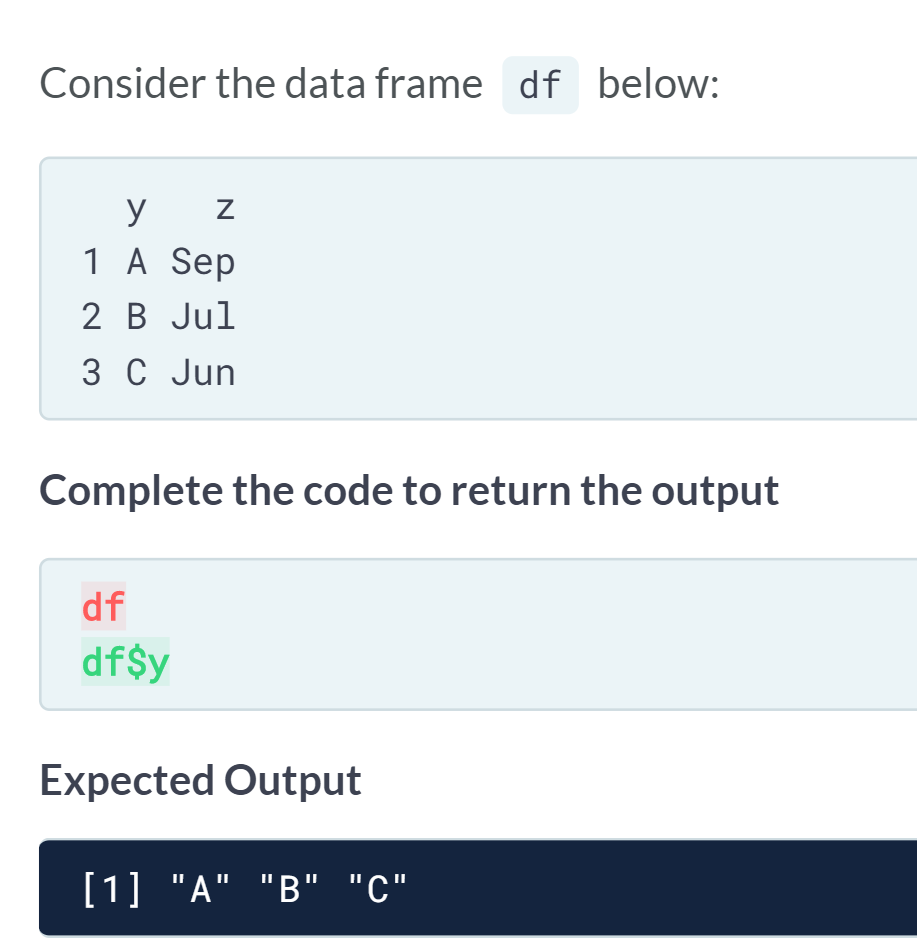 Consider the data frame df below:
y z
1 A Sep
2 B Jul
3 C Jun
Complete the code to return the output
df
df$y
Expected Output
[1] "A" "B" "C"